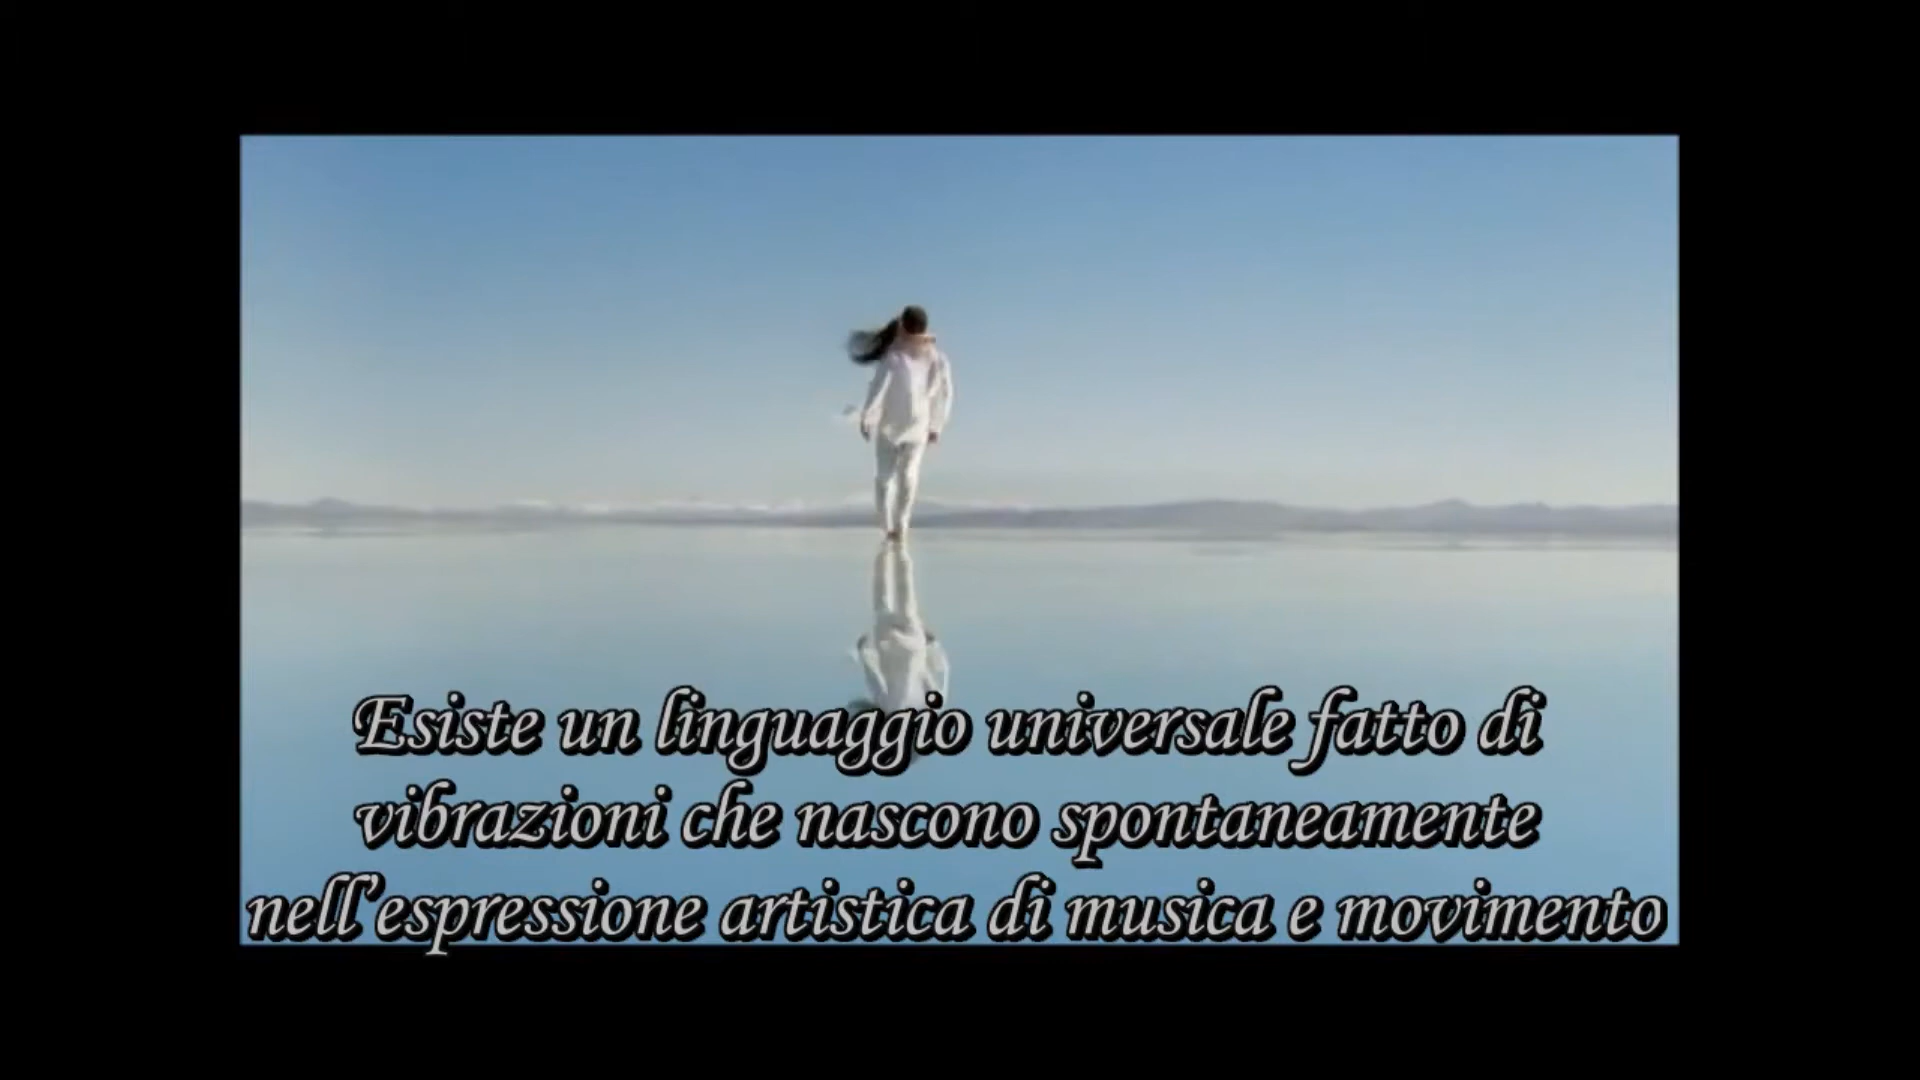 Esiste un linguaggio universale fatto di
vibrazioni che nascono spontaneamente
nell'espressione artistica di musica e movimento